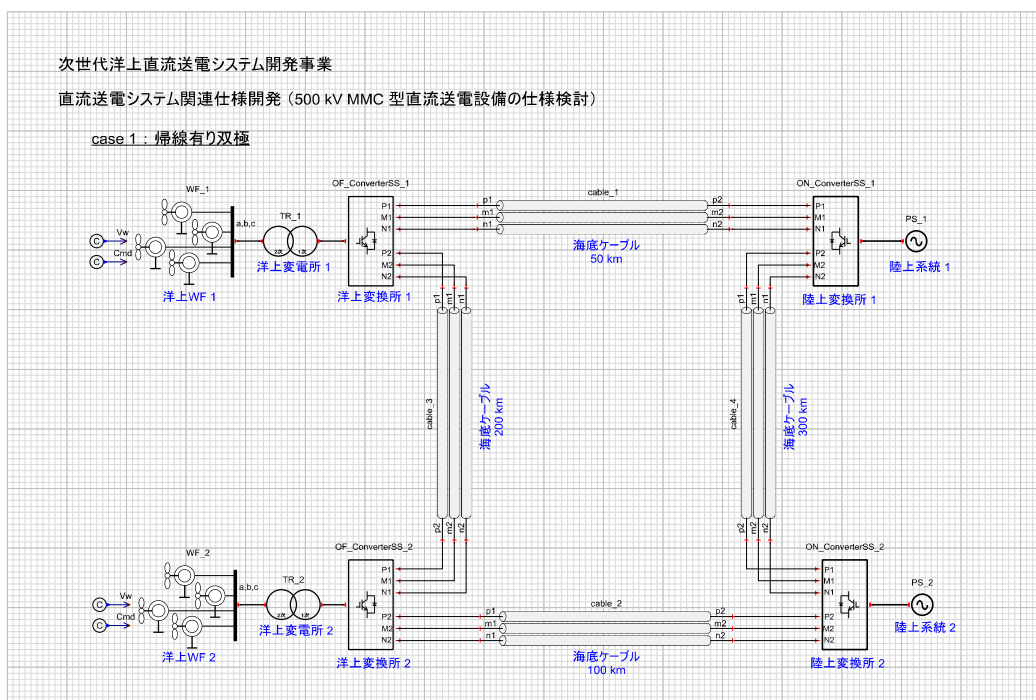 次世代洋上直流送電システム開発事業
直流送電システム関連仕様開発（500 kV MMC 型直流送電設備の仕様検討）
case 1：帰線有り双極
WF_1
Vw
C
Cmd
C
a,b,c
洋上WF 1
TR_1
2次
1次
洋上変電所 1
OF_ConverterSS_1
P1
M1
N1
P2
M2
N2
洋上変換所 1
cable_1
p1
m1
n1
p2
m2
n2
海底ケーブル
50 km
ON_ConverterSS_1
P1
M1
N1
P2
M2
N2
陸上変換所 1
PS_1
陸上系統 1
p1
m1
n1
cable_3
海底ケーブル
200 km
p2
m2
n2
p1
m1
n1
cable_4
海底ケーブル
300 km
p2
m2
n2
WF_2
Vw
C
Cmd
C
a,b,c
洋上WF 2
TR_2
2次
1次
洋上変電所 2
OF_ConverterSS_2
P1
M1
N1
P2
M2
N2
洋上変換所 2
cable_2
p1
m1
n1
p2
m2
n2
海底ケーブル
100 km
ON_ConverterSS_2
P1
M1
N1
P2
M2
N2
陸上変換所 2
PS_2
陸上系統 2